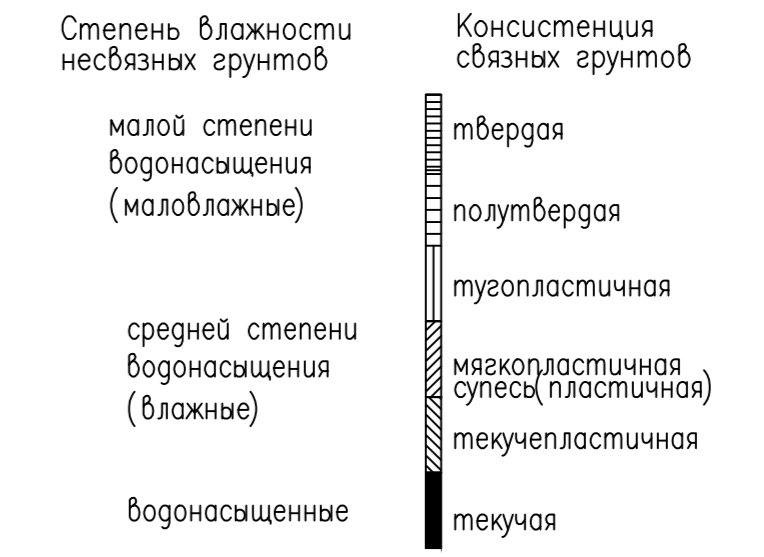 Степень влажности
несвязных грунтов
Консистенция
связных грунтов
малой степени
водонасыщения
(маловлажные)
твердая
полутвердая
тугопластичная
средней степени
водонасыщения
(влажные)
мягкопластичная
супесь(пластичная)
текучепластичная
водонасыщенные
текучая